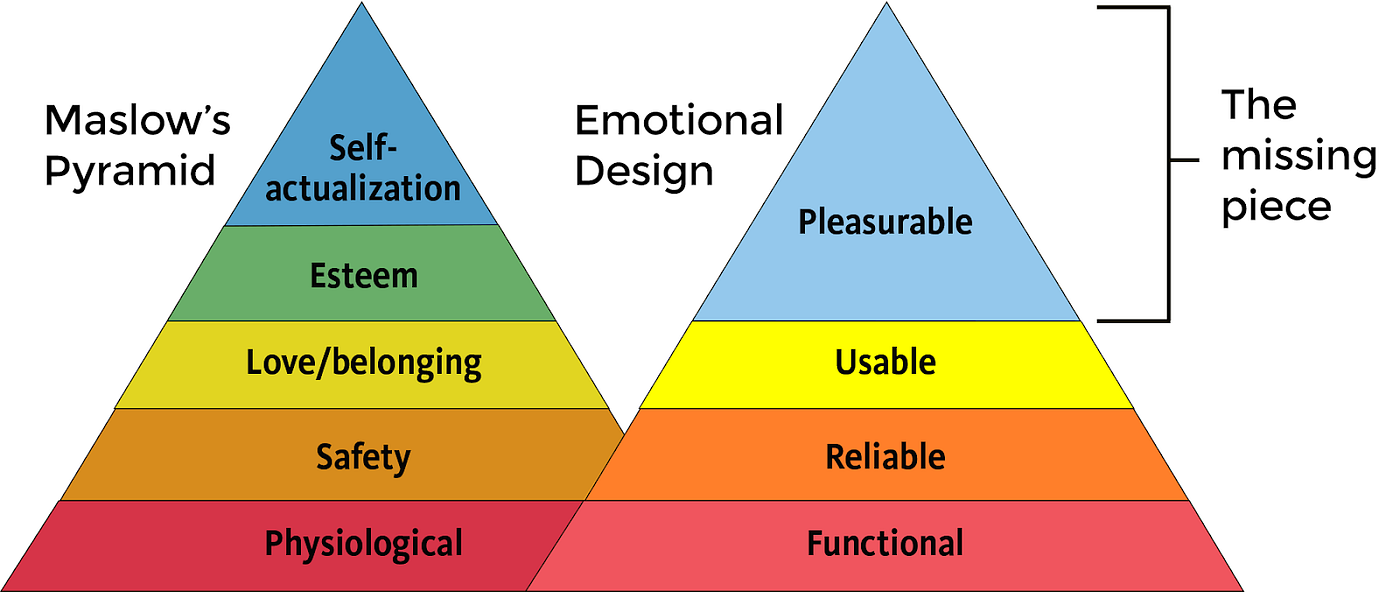 Maslow's
Pyramid
Self-
actualization
Esteem
Love/belonging
Safety
Physiological
Emotional
Design
Pleasurable
Usable
Reliable
Functional
The
missing
piece